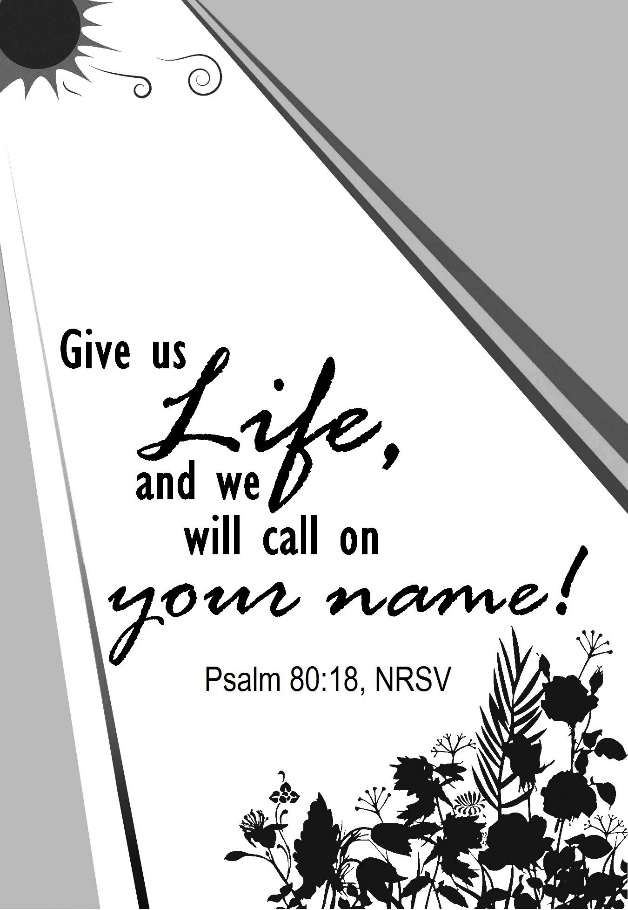 Give us
Life,
and we
will call on
your name!
Psalm 80:18, NRSV